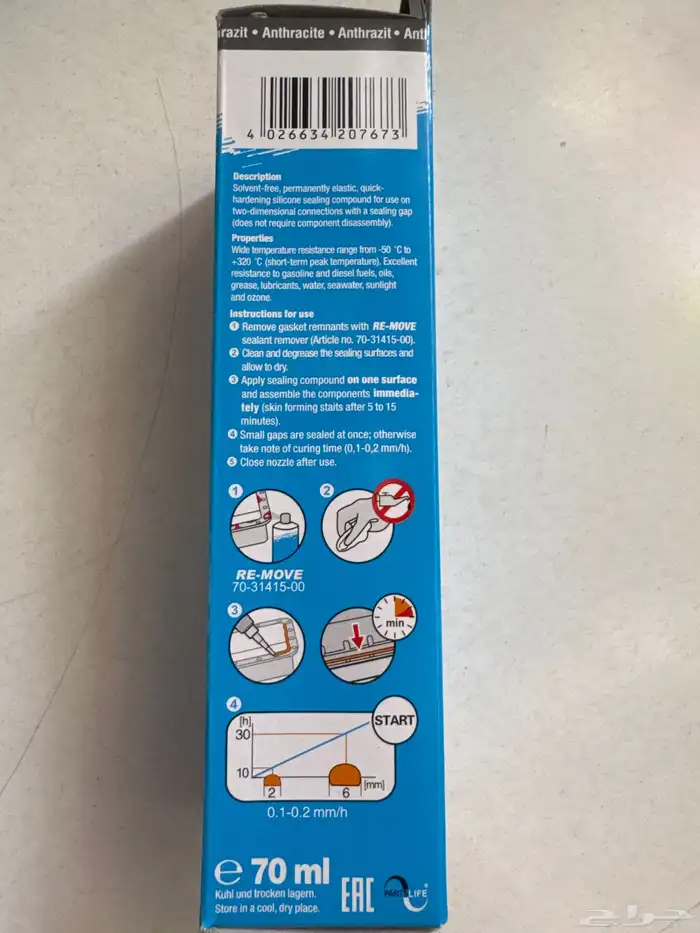 razit • Anthracite • Anthrazit • Ant
4 026634 207673
Description
Solvent-free, permanently elastic, quick-
hardening silicone sealing compound for use on
two-dimensional connections with a sealing gap
(does not require component disassembly).
Properties
Wide temperature resistance range from -50 °C to
+320 °C (short-term peak temperature). Excellent
resistance to gasoline and diesel fuels, oils,
grease, lubricants, water, seawater, sunlight
and ozone.
Instructions for use
1 Remove gasket remnants with RE-MOVE
sealant remover (Article no. 70-31415-00).
2 Clean and degrease the sealing surfaces and
allow to dry.
3 Apply sealing compound on one surface
and assemble the components immedia-
tely (skin forming staits after 5 to 15
minutes).
4 Small gaps are sealed at once; otherwise
take note of curing time (0,1-0,2 mm/h).
5 Close nozzle after use.
1 2
RE-MOVE
70-31415-00
3
min
4
START
[h]
30
10
2 6 [mm]
0.1-0.2 mm/h
e 70 ml
Kühl und trocken lagern.
Store in a cool, dry place.
EAC
PARTSLIFE
حراج